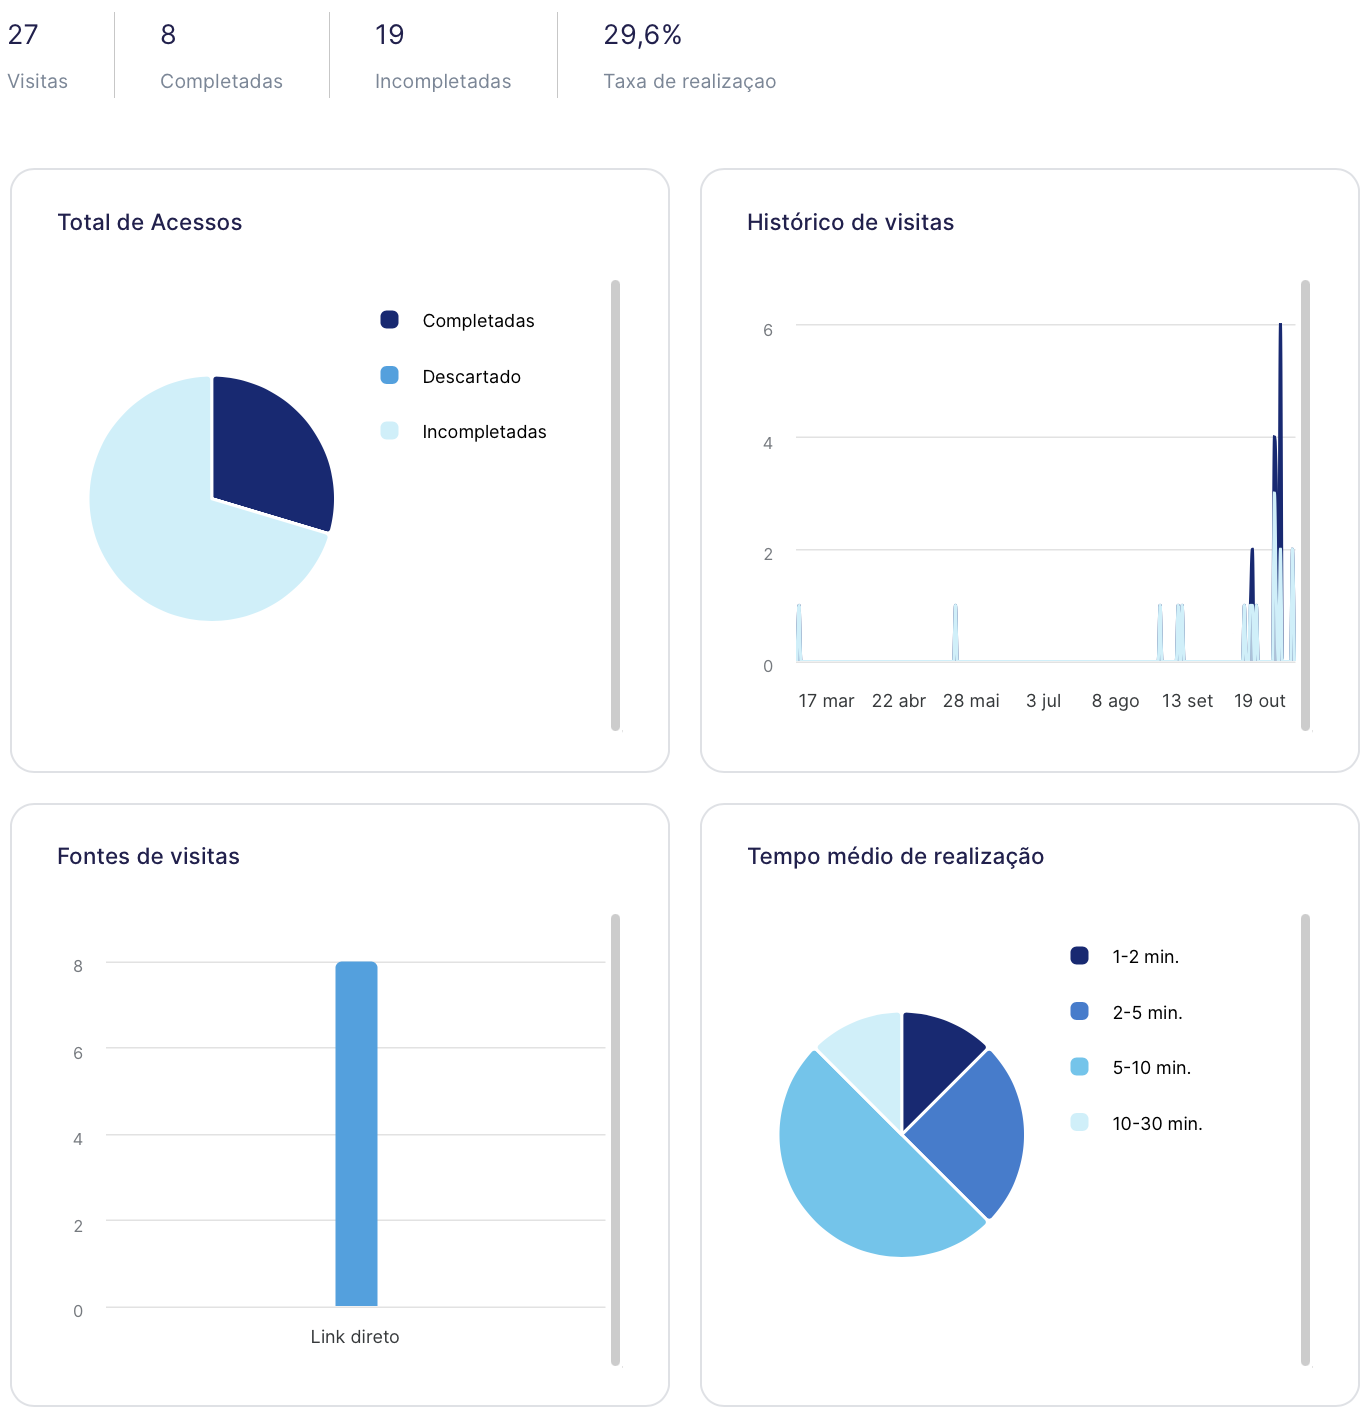 27
Visitas
8
Completadas
19
Incompletadas
29,6%
Taxa de realizaçao
Total de Acessos
Completadas
Descartado
Incompletadas
Histórico de visitas
6
4
2
0
17 mar 22 abr 28 mai 3 jul 8 ago 13 set 19 out
Fontes de visitas
8
6
4
2
0
Link direto
Tempo médio de realização
1-2 min.
2-5 min.
5-10 min.
10-30 min.